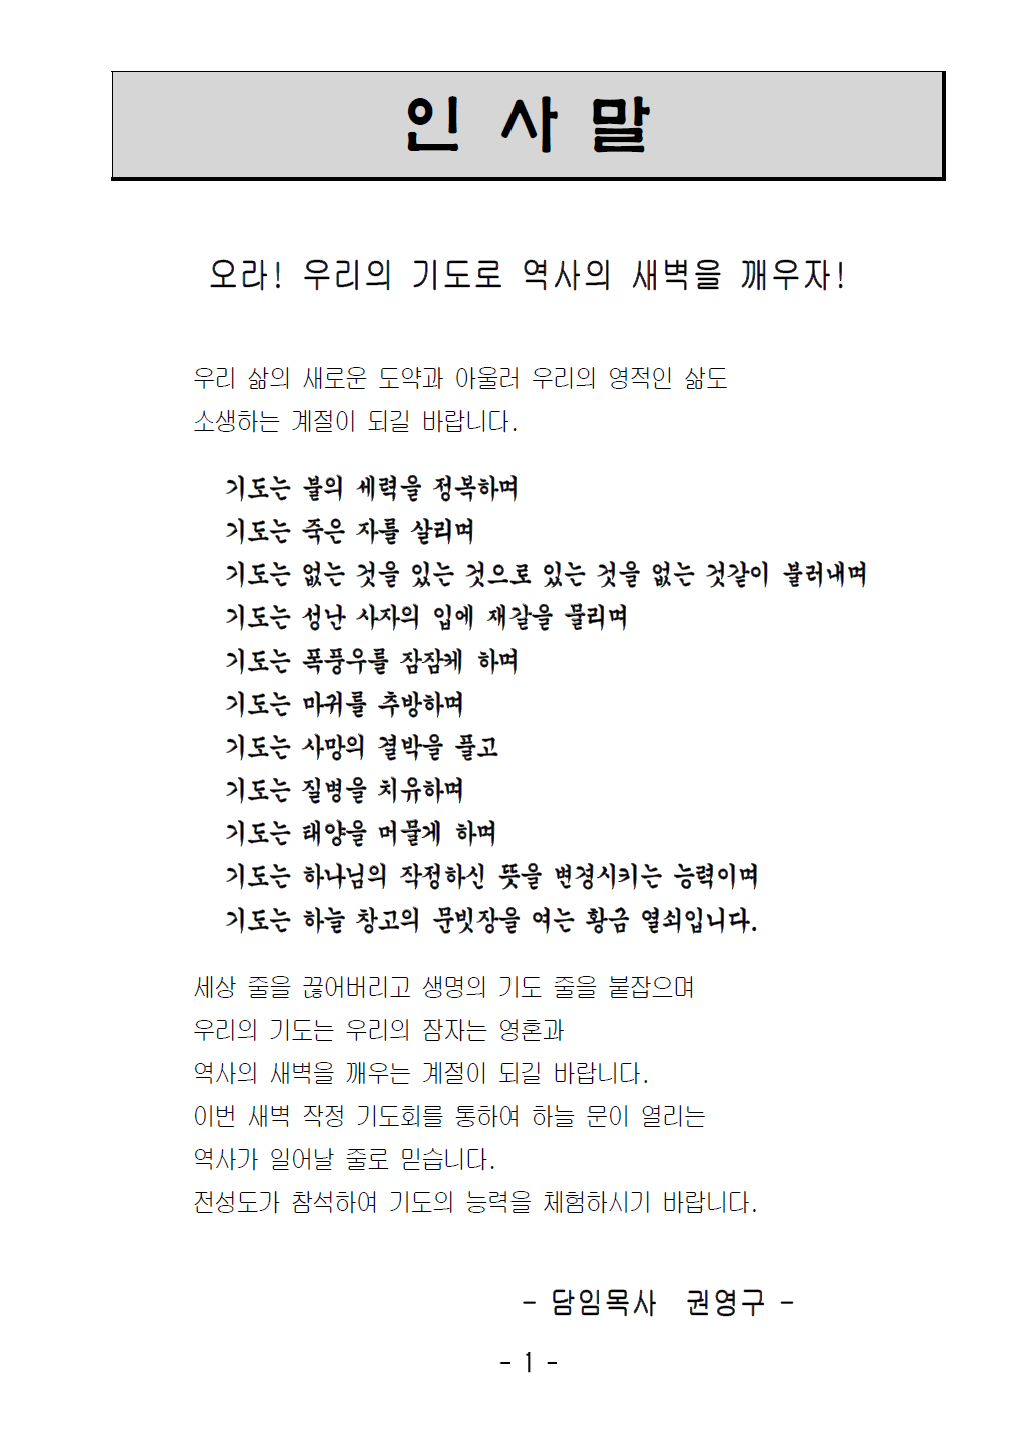 인 사 말
오라! 우리의 기도로 역사의 새벽을 깨우자!
우리 삶의 새로운 도약과 아울러 우리의 영적인 삶도
소생하는 계절이 되길 바랍니다.
기도는 불의 세력을 정복하며
기도는 죽은 자를 살리며
기도는 없는 것을 있는 것으로 있는 것을 없는 것같이 불러내며
기도는 성난 사자의 입에 재갈을 물리며
기도는 폭풍우를 잠잠케 하며
기도는 마귀를 추방하며
기도는 사망의 결박을 풀고
기도는 질병을 치유하며
기도는 태양을 머물게 하며
기도는 하나님의 작정하신 뜻을 변경시키는 능력이며
기도는 하늘 창고의 문빗장을 여는 황금 열쇠입니다.
세상 줄을 끊어버리고 생명의 기도 줄을 붙잡으며
우리의 기도는 우리의 잠자는 영혼과
역사의 새벽을 깨우는 계절이 되길 바랍니다.
이번 새벽 작정 기도회를 통하여 하늘 문이 열리는
역사가 일어날 줄로 믿습니다.
전성도가 참석하여 기도의 능력을 체험하시기 바랍니다.
- 담임목사 권영구 -
- 1 -